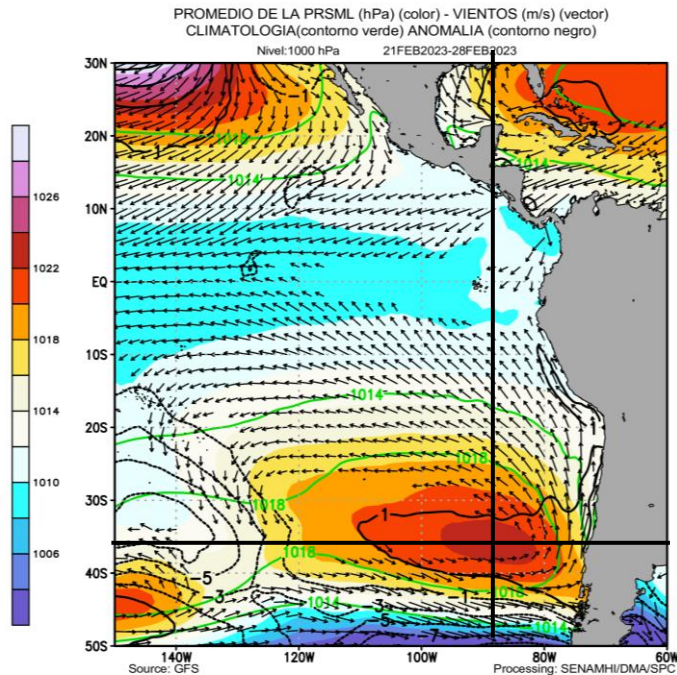 PROMEDIO DE LA PRSML (hPa) (color) - VIENTOS (m/s) (vector)
CLIMATOLOGIA(contorno verde) ANOMALIA (contorno negro)
Nivel:1000 hPa 21FEB2023-28FEB2023
30N
20N
10N
EQ
10S
20S
30S
40S
50S
140W 120W 100W 80W 60W
1026
1022
1018
1014
1010
1006
1018
1014
1014
1014
1018
1018
1
1018
5
3
1014
3
5
1
1018
1014
Source: GFS Processing: SENAMHI/DMA/SPC